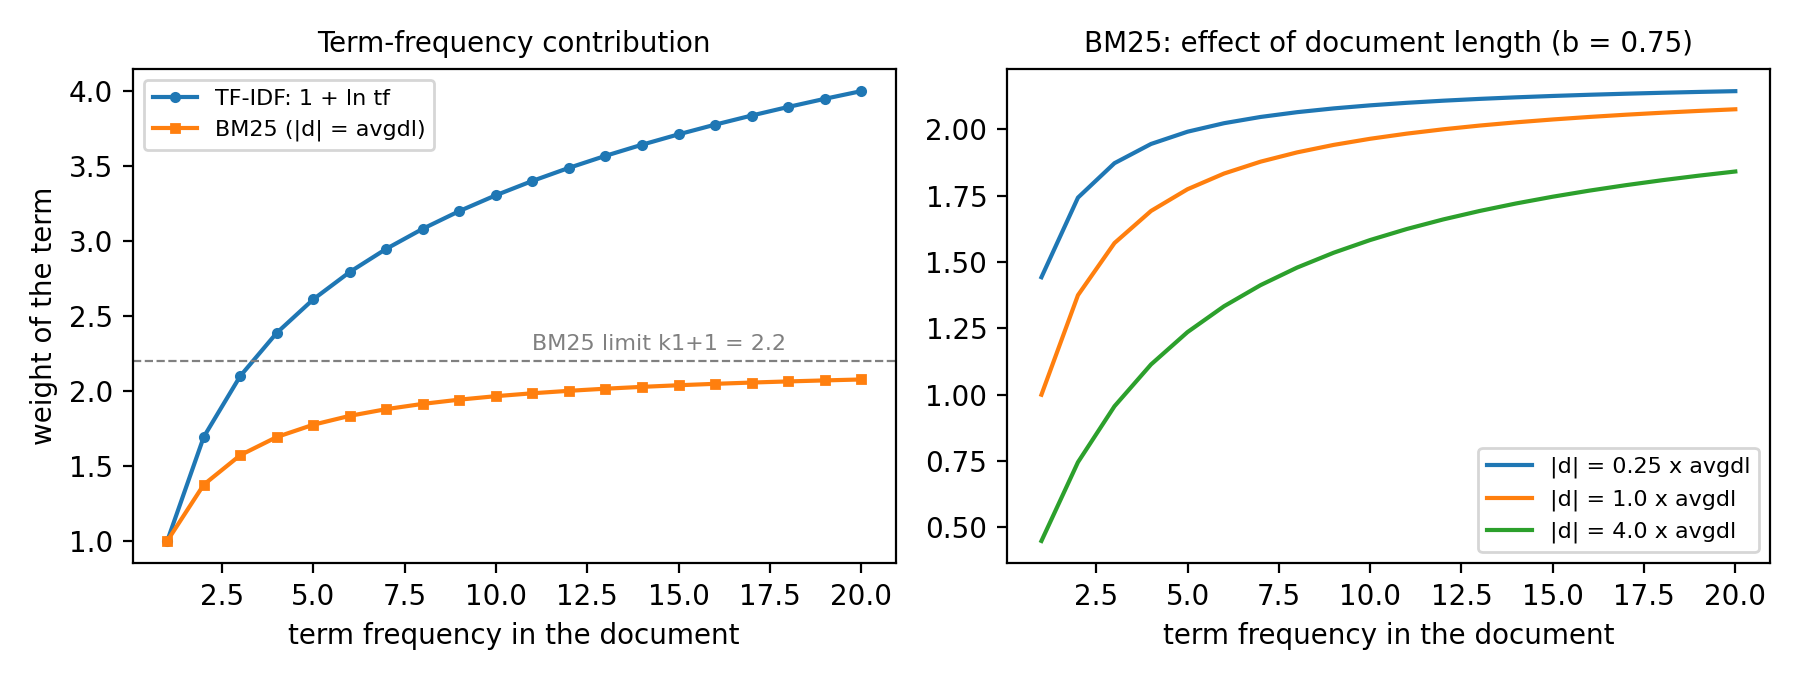 Term-frequency contribution
TF-IDF: 1 + ln tf
BM25 (|d| = avgdl)
BM25 limit k1+1 = 2.2
weight of the term
4.0
3.5
3.0
2.5
2.0
1.5
1.0
2.5 5.0 7.5 10.0 12.5 15.0 17.5 20.0
term frequency in the document
BM25: effect of document length (b = 0.75)
2.00
1.75
1.50
1.25
1.00
0.75
0.50
|d| = 0.25 x avgdl
|d| = 1.0 x avgdl
|d| = 4.0 x avgdl
2.5 5.0 7.5 10.0 12.5 15.0 17.5 20.0
term frequency in the document